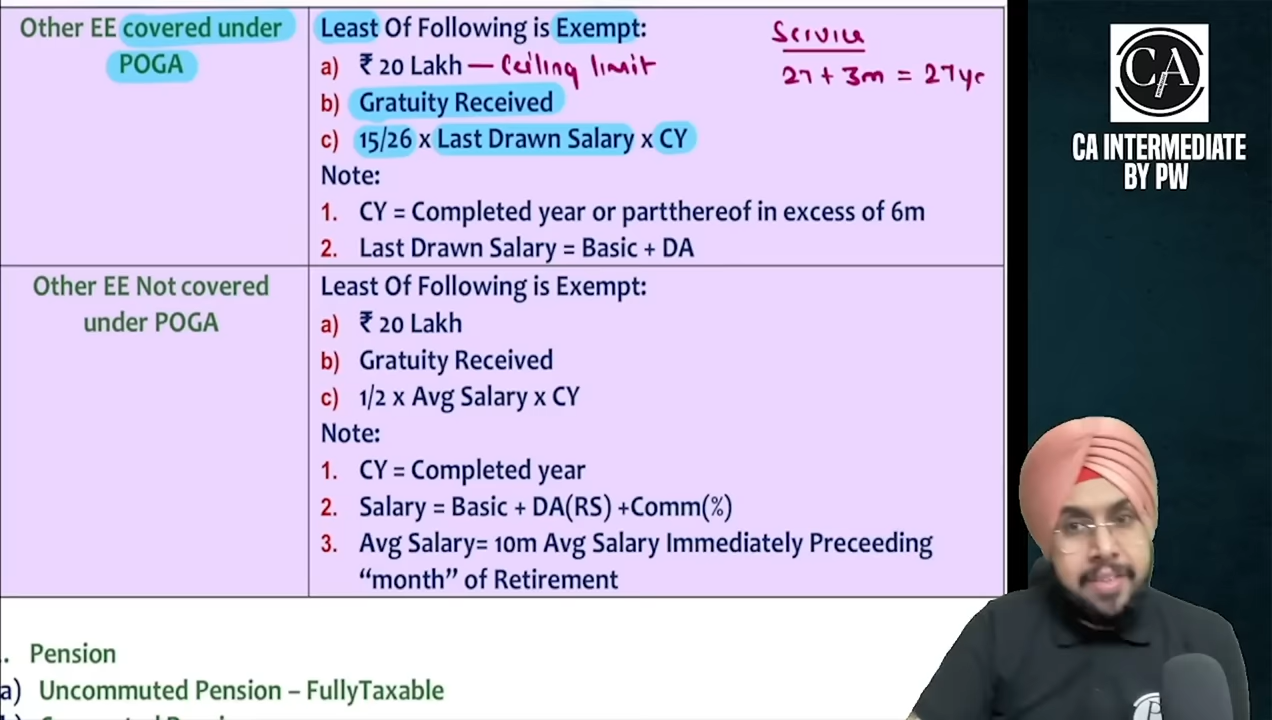 Other EE covered under
POGA
Least Of Following is Exempt:
a) ₹ 20 Lakh — Ceiling limit
b) Gratuity Received
c) 15/26 x Last Drawn Salary x CY
Note:
1. CY = Completed year or partthereof in excess of 6m
2. Last Drawn Salary = Basic + DA
Service
27 + 3m = 27yr
Other EE Not covered
under POGA
Least Of Following is Exempt:
a) ₹ 20 Lakh
b) Gratuity Received
c) 1/2 x Avg Salary x CY
Note:
1. CY = Completed year
2. Salary = Basic + DA(RS) +Comm(%)
3. Avg Salary= 10m Avg Salary Immediately Preceeding
“month” of Retirement
. Pension
a) Uncommuted Pension – FullyTaxable
CA
CA INTERMEDIATE
BY PW